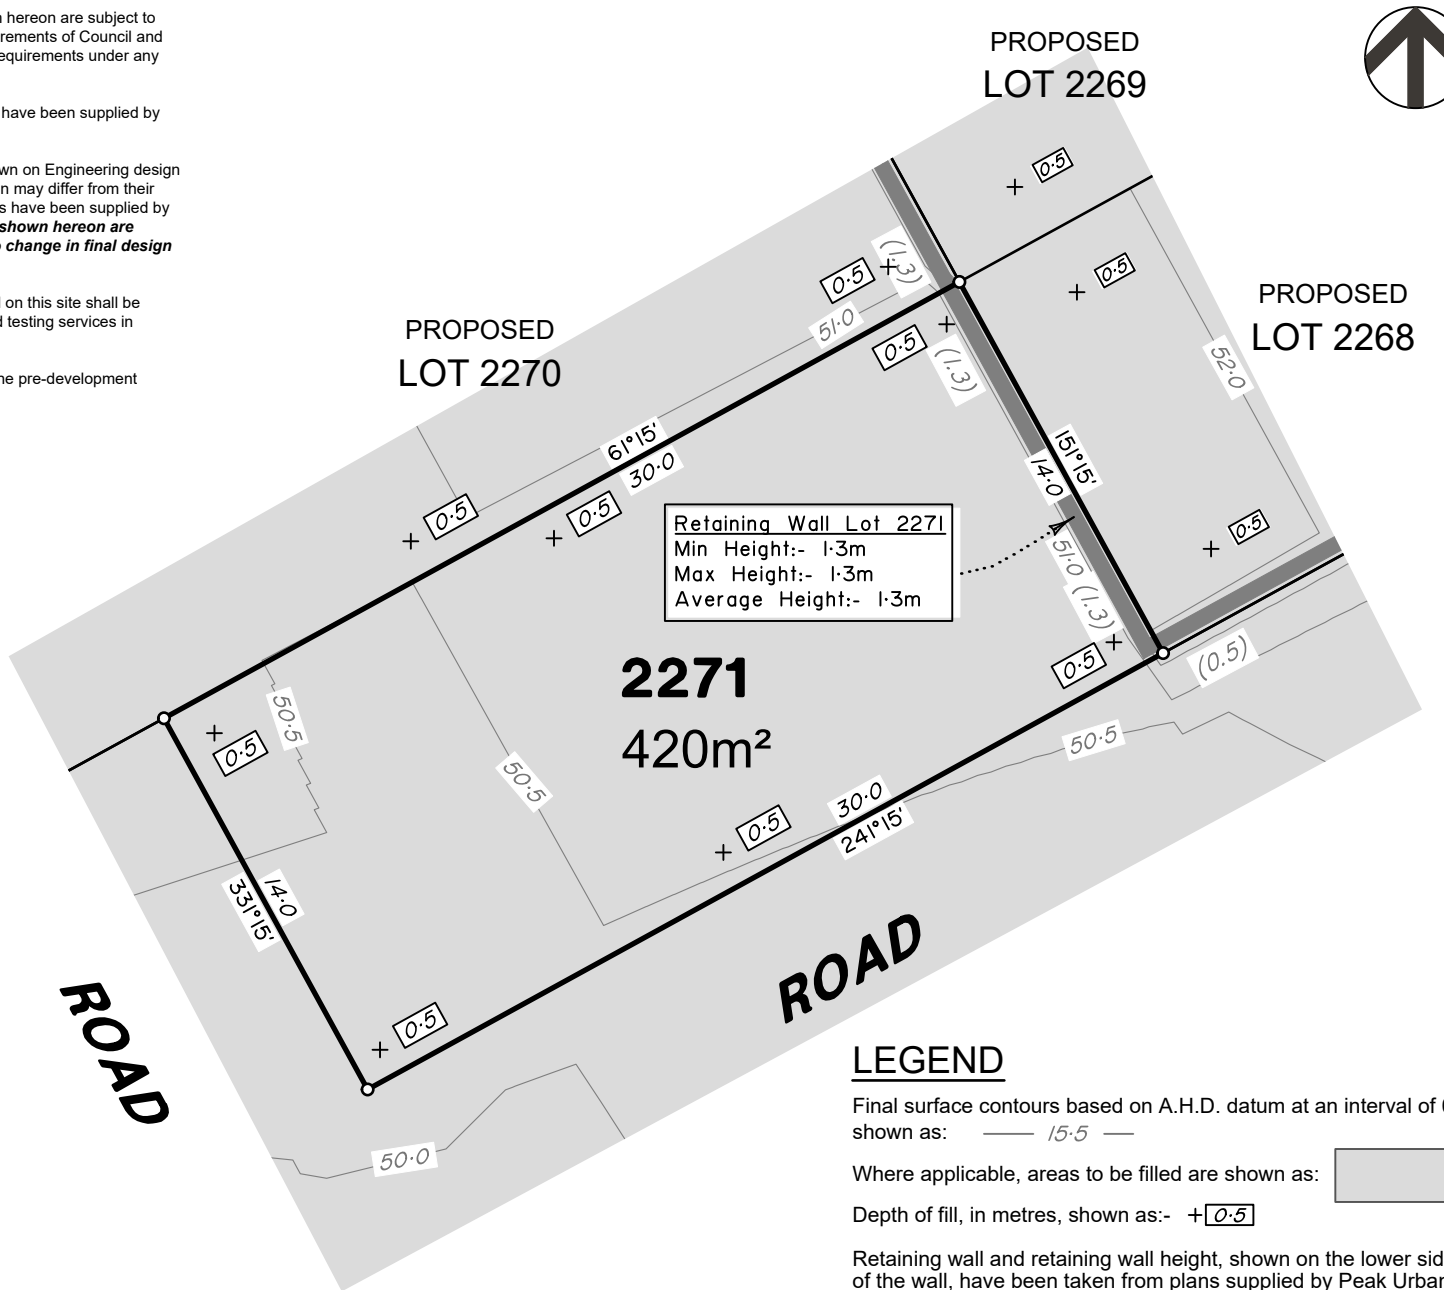 hereon are subject to
rements of Council and
equirements under any
have been supplied by
wn on Engineering design
n may differ from their
s have been supplied by
shown hereon are
change in final design
on this site shall be
d testing services in
ne pre-development
PROPOSED
LOT 2269
PROPOSED
LOT 2268
PROPOSED
LOT 2270
0·5
0·5
0·5
(1.3)
51·0
0·5
(1.3)
52·0
61°15'
30·0
151°15'
14·0
0·5
0·5
0·5
Retaining Wall Lot 2271
Min Height:- 1·3m
Max Height:- 1·3m
Average Height:- 1·3m
51·0
(1.3)
0·5
(0.5)
2271
420m²
50·5
0·5
50·5
50·5
30·0
241°15'
0·5
14·0
331°15'
ROAD
ROAD
0·5
50·0
LEGEND
Final surface contours based on A.H.D. datum at an interval of
shown as: 15·5
Where applicable, areas to be filled are shown as:
Depth of fill, in metres, shown as:- +0·5
Retaining wall and retaining wall height, shown on the lower sid
of the wall, have been taken from plans supplied by Peak Urban